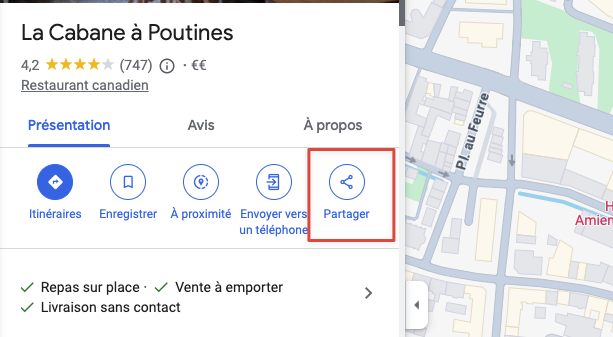 La Cabane à Poutines
4,2 (747) · €€
Restaurant canadien
Présentation Avis À propos
Itinéraires Enregistrer À proximité Envoyer vers un téléphone Partager
Repas sur place · Vente à emporter
Livraison sans contact
Pl. au Feurre
H
Amien